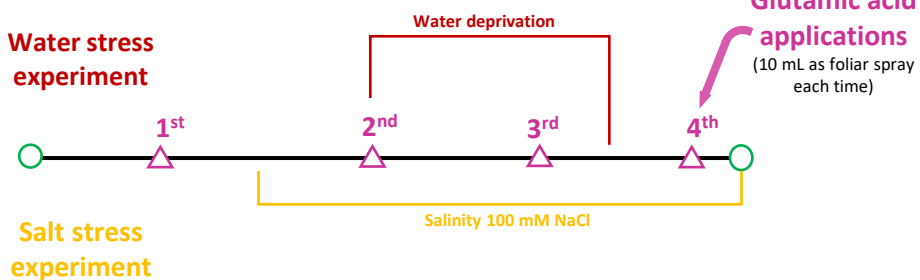 Glutamic acid
applications
(10 mL as foliar spray
each time)
Water deprivation
Water stress
experiment
1st
2nd
3rd
4th
Salinity 100 mM NaCl
Salt stress
experiment